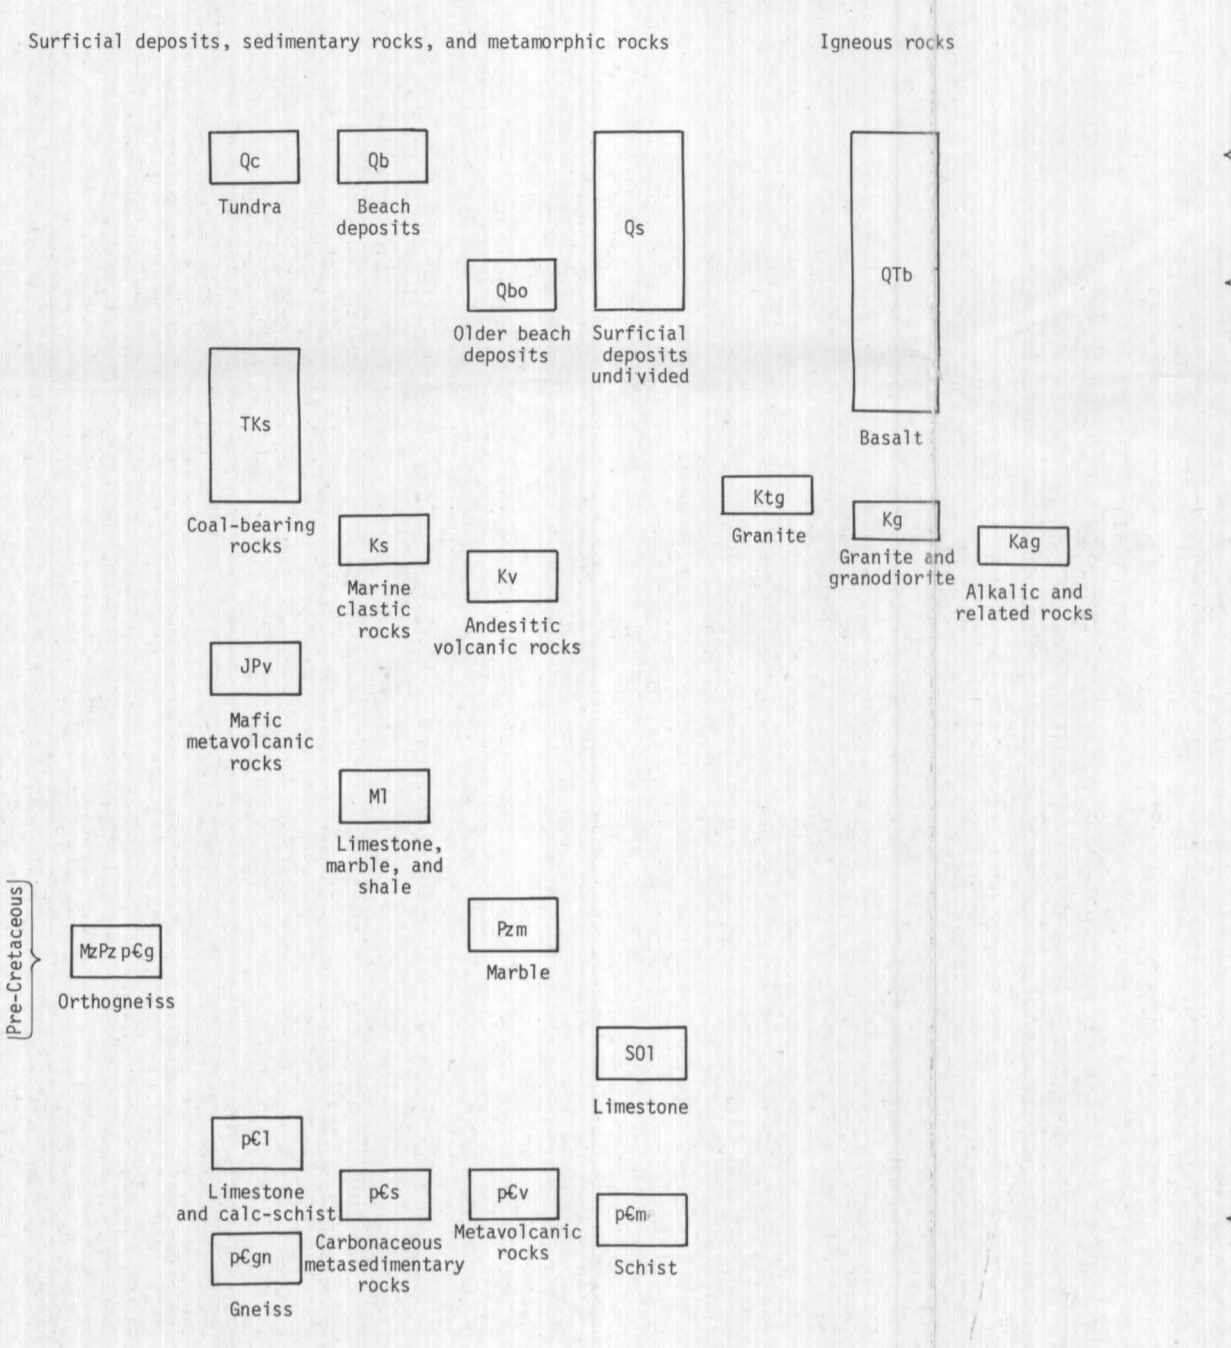 Surficial deposits, sedimentary rocks, and metamorphic rocks
Igneous rocks
Qc
Tundra
Qb
Beach
deposits
Qbo
Older beach
deposits
Qs
Surficial
deposits
undivided
QTb
Basalt
TKs
Coal-bearing
rocks
Ks
Marine
clastic
rocks
Kv
Andesitic
volcanic rocks
Ktg
Granite
Kg
Granite and
granodiorite
Kag
Alkalic and
related rocks
JPv
Mafic
metavolcanic
rocks
Ml
Limestone,
marble, and
shale
Pre-Cretaceous
MzPzp€g
Orthogneiss
Pzm
Marble
SOl
Limestone
p€l
Limestone
and calc-schist
p€s
Carbonaceous
metasedimentary
rocks
p€v
Metavolcanic
rocks
p€m
Schist
p€gn
Gneiss